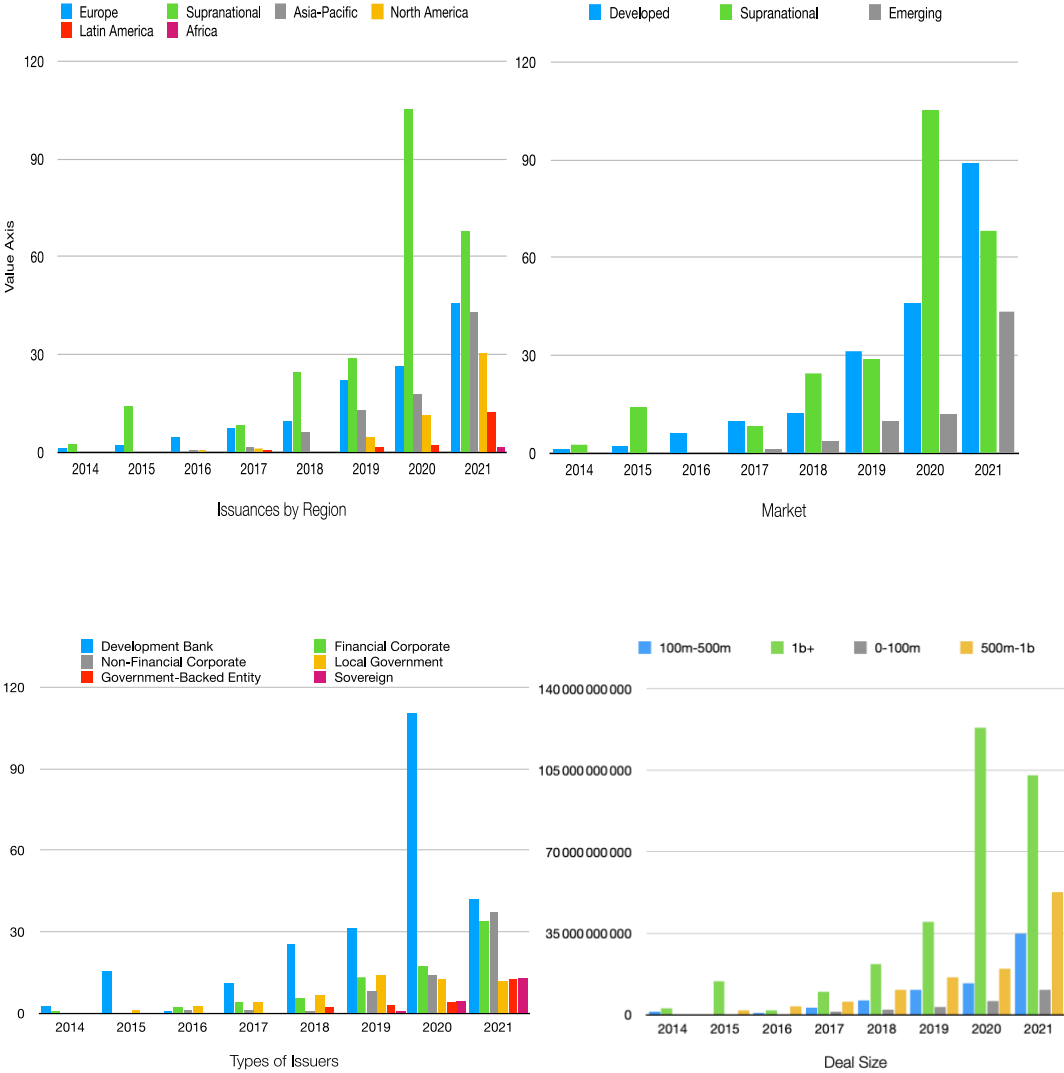 Europe Supranational Asia-Pacific North America
Latin America Africa
120
90
60
30
0
Value Axis
2014 2015 2016 2017 2018 2019 2020 2021
Issuances by Region
Developed Supranational Emerging
120
90
60
30
0
2014 2015 2016 2017 2018 2019 2020 2021
Market
Development Bank Financial Corporate
Non-Financial Corporate Local Government
Government-Backed Entity Sovereign
120
90
60
30
0
2014 2015 2016 2017 2018 2019 2020 2021
Types of Issuers
100m-500m 1b+ 0-100m 500m-1b
140 000 000 000
105 000 000 000
70 000 000 000
35 000 000 000
0
2014 2015 2016 2017 2018 2019 2020 2021
Deal Size